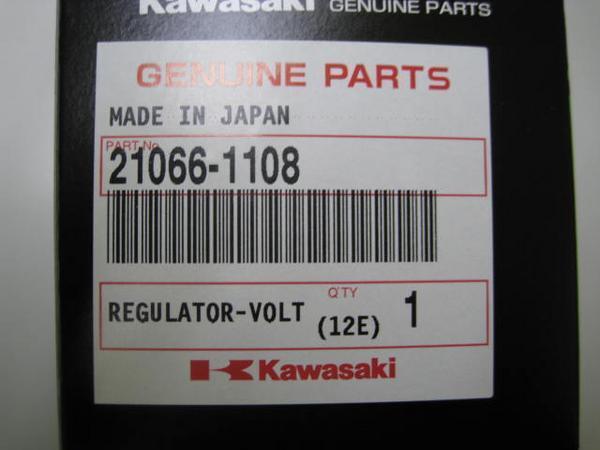 Kawasaki GENUINE PARTS
GENUINE PARTS
MADE IN JAPAN
PART No.
21066-1108
Q'TY
REGULATOR-VOLT (12E) 1
Kawasaki